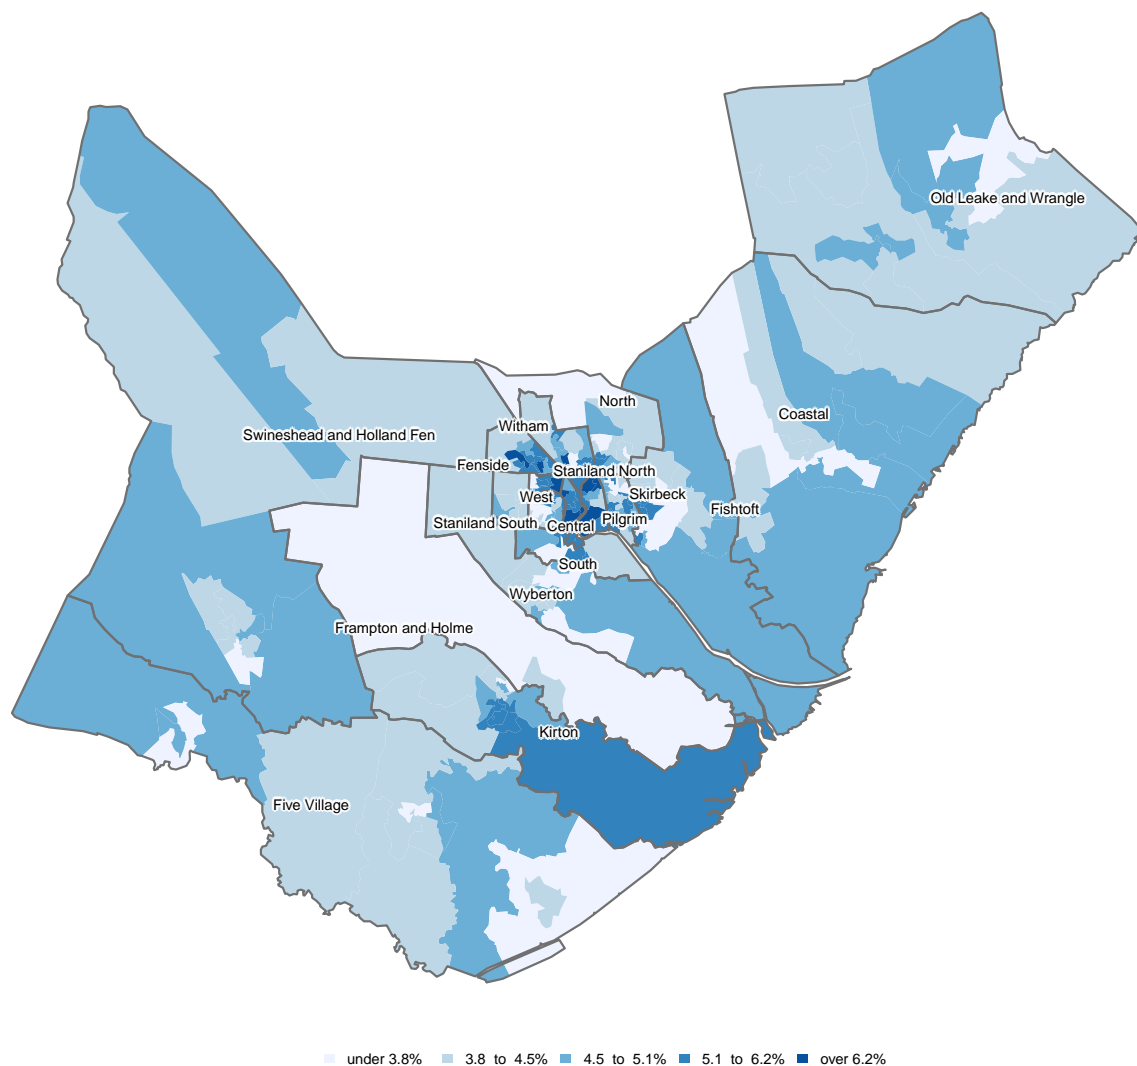 Old Leake and Wrangle
North
Coastal
Witham
Swineshead and Holland Fen
Fenside
Staniland North
West
Skirbeck
Fishtoft
Staniland South
Central
Pilgrim
South
Wyberton
Frampton and Holme
Kirton
Five Village
under 3.8% 3.8 to 4.5% 4.5 to 5.1% 5.1 to 6.2% over 6.2%